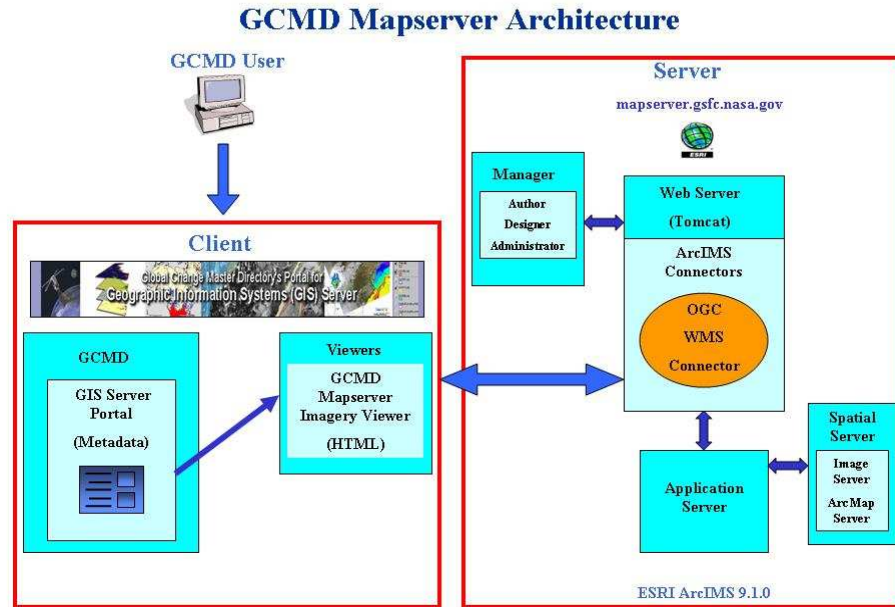 GCMD Mapserver Architecture
GCMD User
Server
mapserver.gsfc.nasa.gov
ESRI
Manager
Author
Designer
Administrator
Web Server
(Tomcat)
ArcIMS
Connectors
OGC
WMS
Connector
Client
Global Change Master Directory's Portal for
Geographic Information Systems (GIS) Server
GCMD
GIS Server
Portal
(Metadata)
Viewers
GCMD
Mapserver
Imagery Viewer
(HTML)
Application
Server
Spatial
Server
Image
Server
ArcMap
Server
ESRI ArcIMS 9.1.0